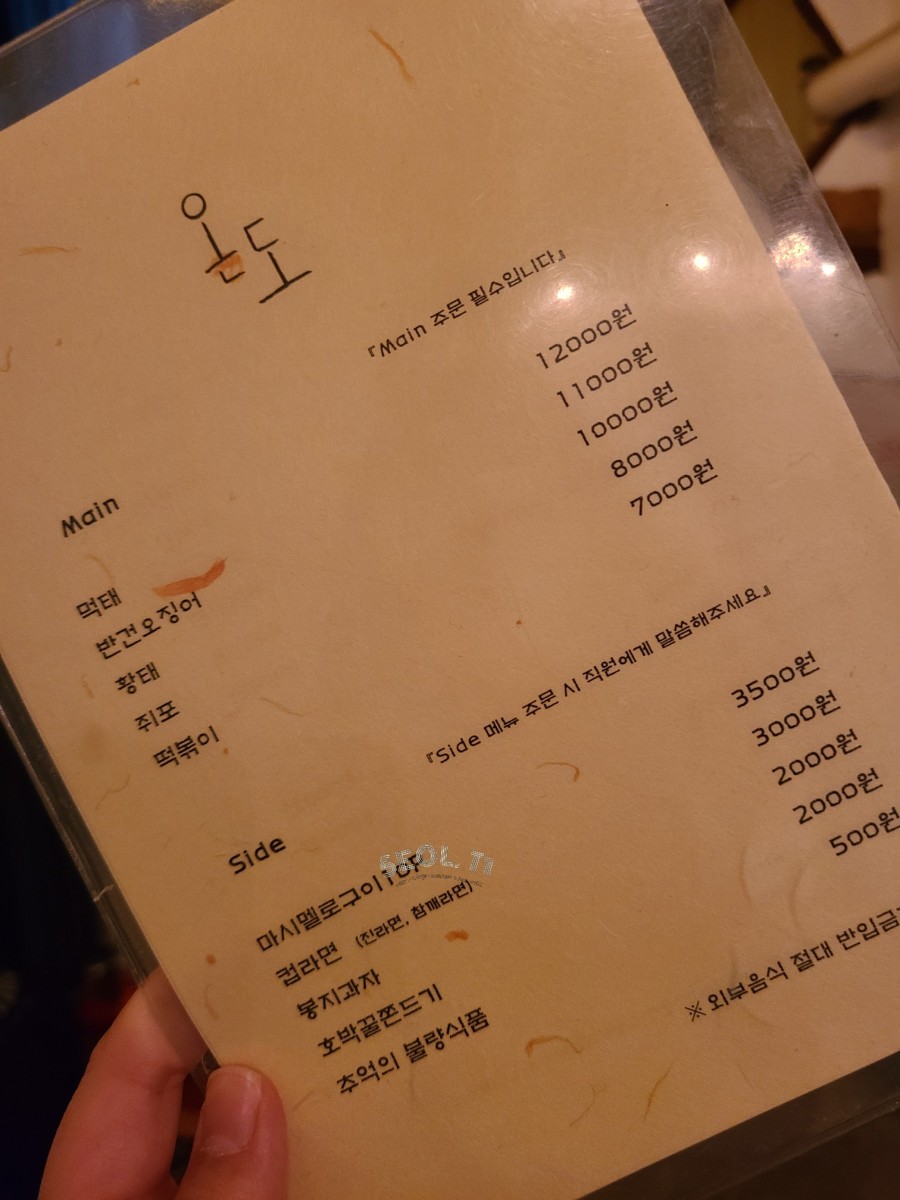 온도
『Main 주문 필수입니다』
Main
먹태 12000원
반건오징어 11000원
황태 10000원
쥐포 8000원
떡볶이 7000원
『Side 메뉴 주문 시 직원에게 말씀해주세요』
Side
마시멜로구이 1op 3500원
컵라면 (진라면, 참깨라면) 3000원
봉지과자 2000원
호박꿀쫀드기 2000원
추억의 불량식품 500원
※ 외부음식 절대 반입금
SEOL. TI